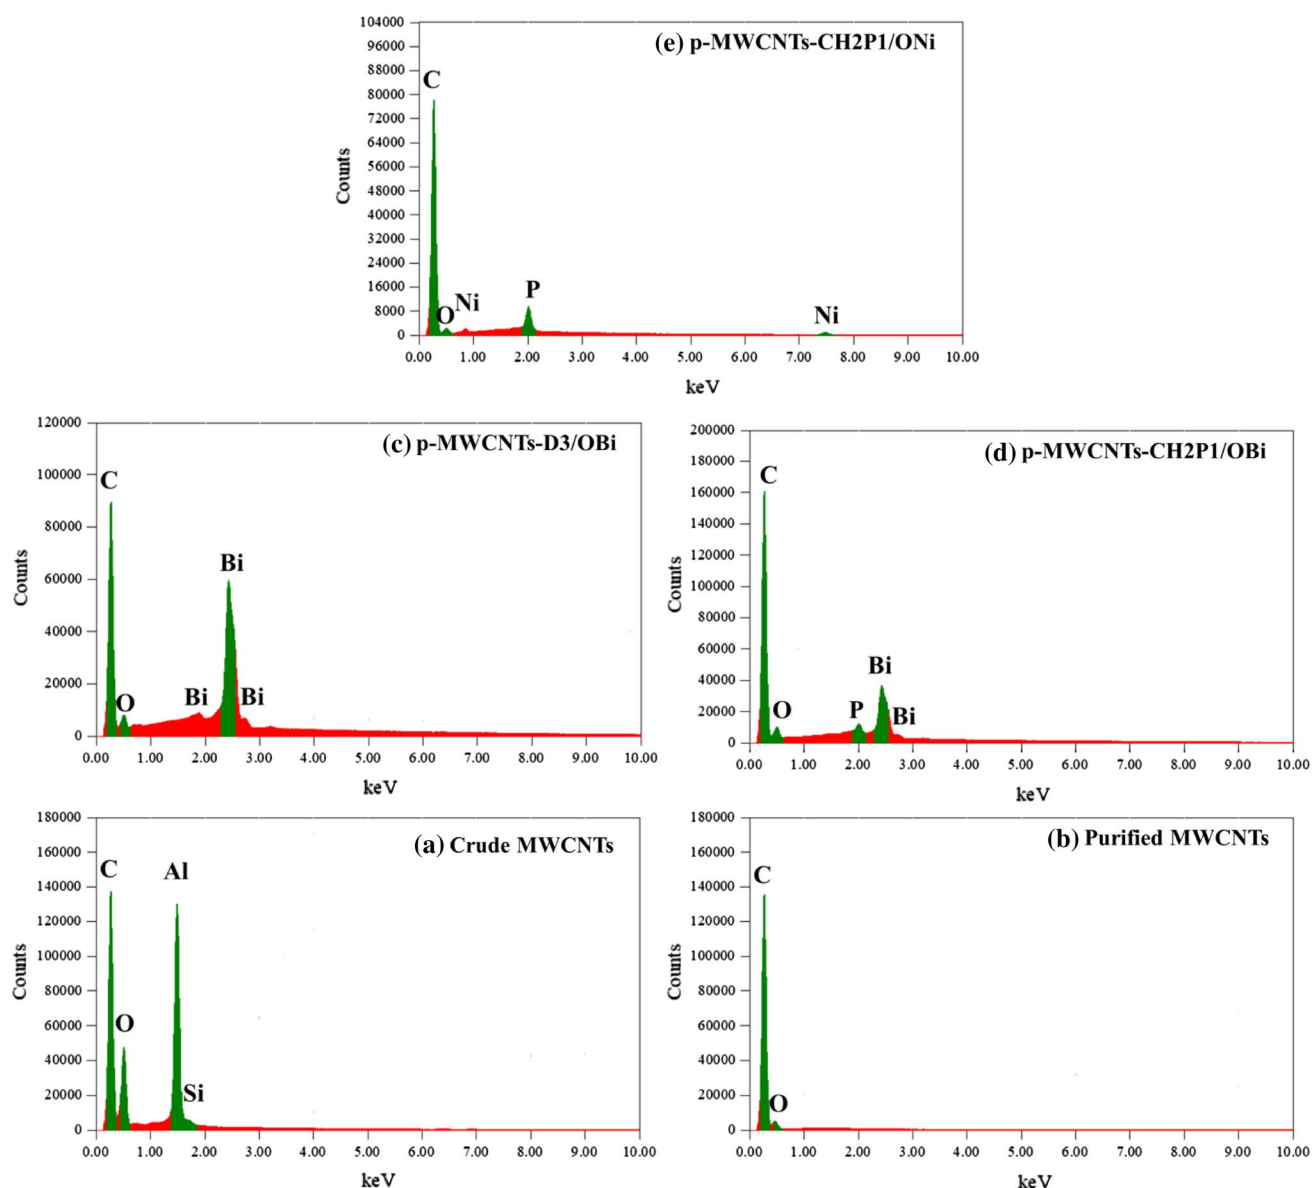 (e) p-MWCNTs-CH2P1/ONi
104000
96000
88000
80000
72000
64000
56000
48000
40000
32000
24000
16000
8000
0
Counts
C
O
Ni
P
Ni
0.00 1.00 2.00 3.00 4.00 5.00 6.00 7.00 8.00 9.00 10.00
keV
(c) p-MWCNTs-D3/OBi
120000
100000
80000
60000
40000
20000
0
Counts
C
O
Bi
Bi
Bi
0.00 1.00 2.00 3.00 4.00 5.00 6.00 7.00 8.00 9.00 10.00
keV
(d) p-MWCNTs-CH2P1/OBi
200000
180000
160000
140000
120000
100000
80000
60000
40000
20000
0
Counts
C
O
P
Bi
Bi
0.00 1.00 2.00 3.00 4.00 5.00 6.00 7.00 8.00 9.00 10.00
keV
(a) Crude MWCNTs
180000
160000
140000
120000
100000
80000
60000
40000
20000
0
Counts
C
O
Al
Si
0.00 1.00 2.00 3.00 4.00 5.00 6.00 7.00 8.00 9.00 10.00
keV
(b) Purified MWCNTs
180000
160000
140000
120000
100000
80000
60000
40000
20000
0
Counts
C
O
0.00 1.00 2.00 3.00 4.00 5.00 6.00 7.00 8.00 9.00 10.00
keV